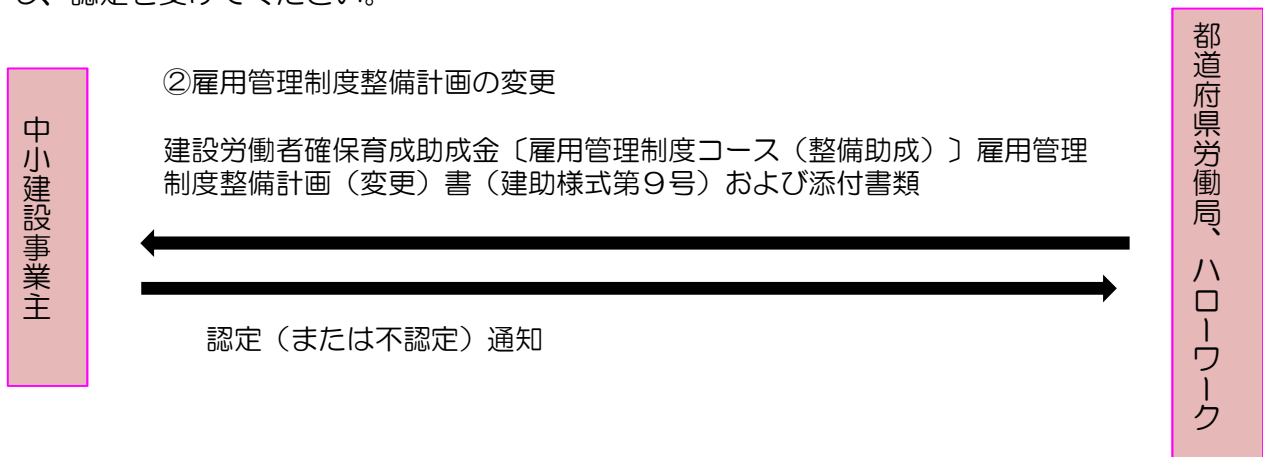 し、認定を受けてください。
②雇用管理制度整備計画の変更
建設労働者確保育成助成金〔雇用管理制度コース（整備助成）〕雇用管理
制度整備計画（変更）書（建助様式第９号）および添付書類
認定（または不認定）通知
中小建設事業主
都道府県労働局、ハローワーク